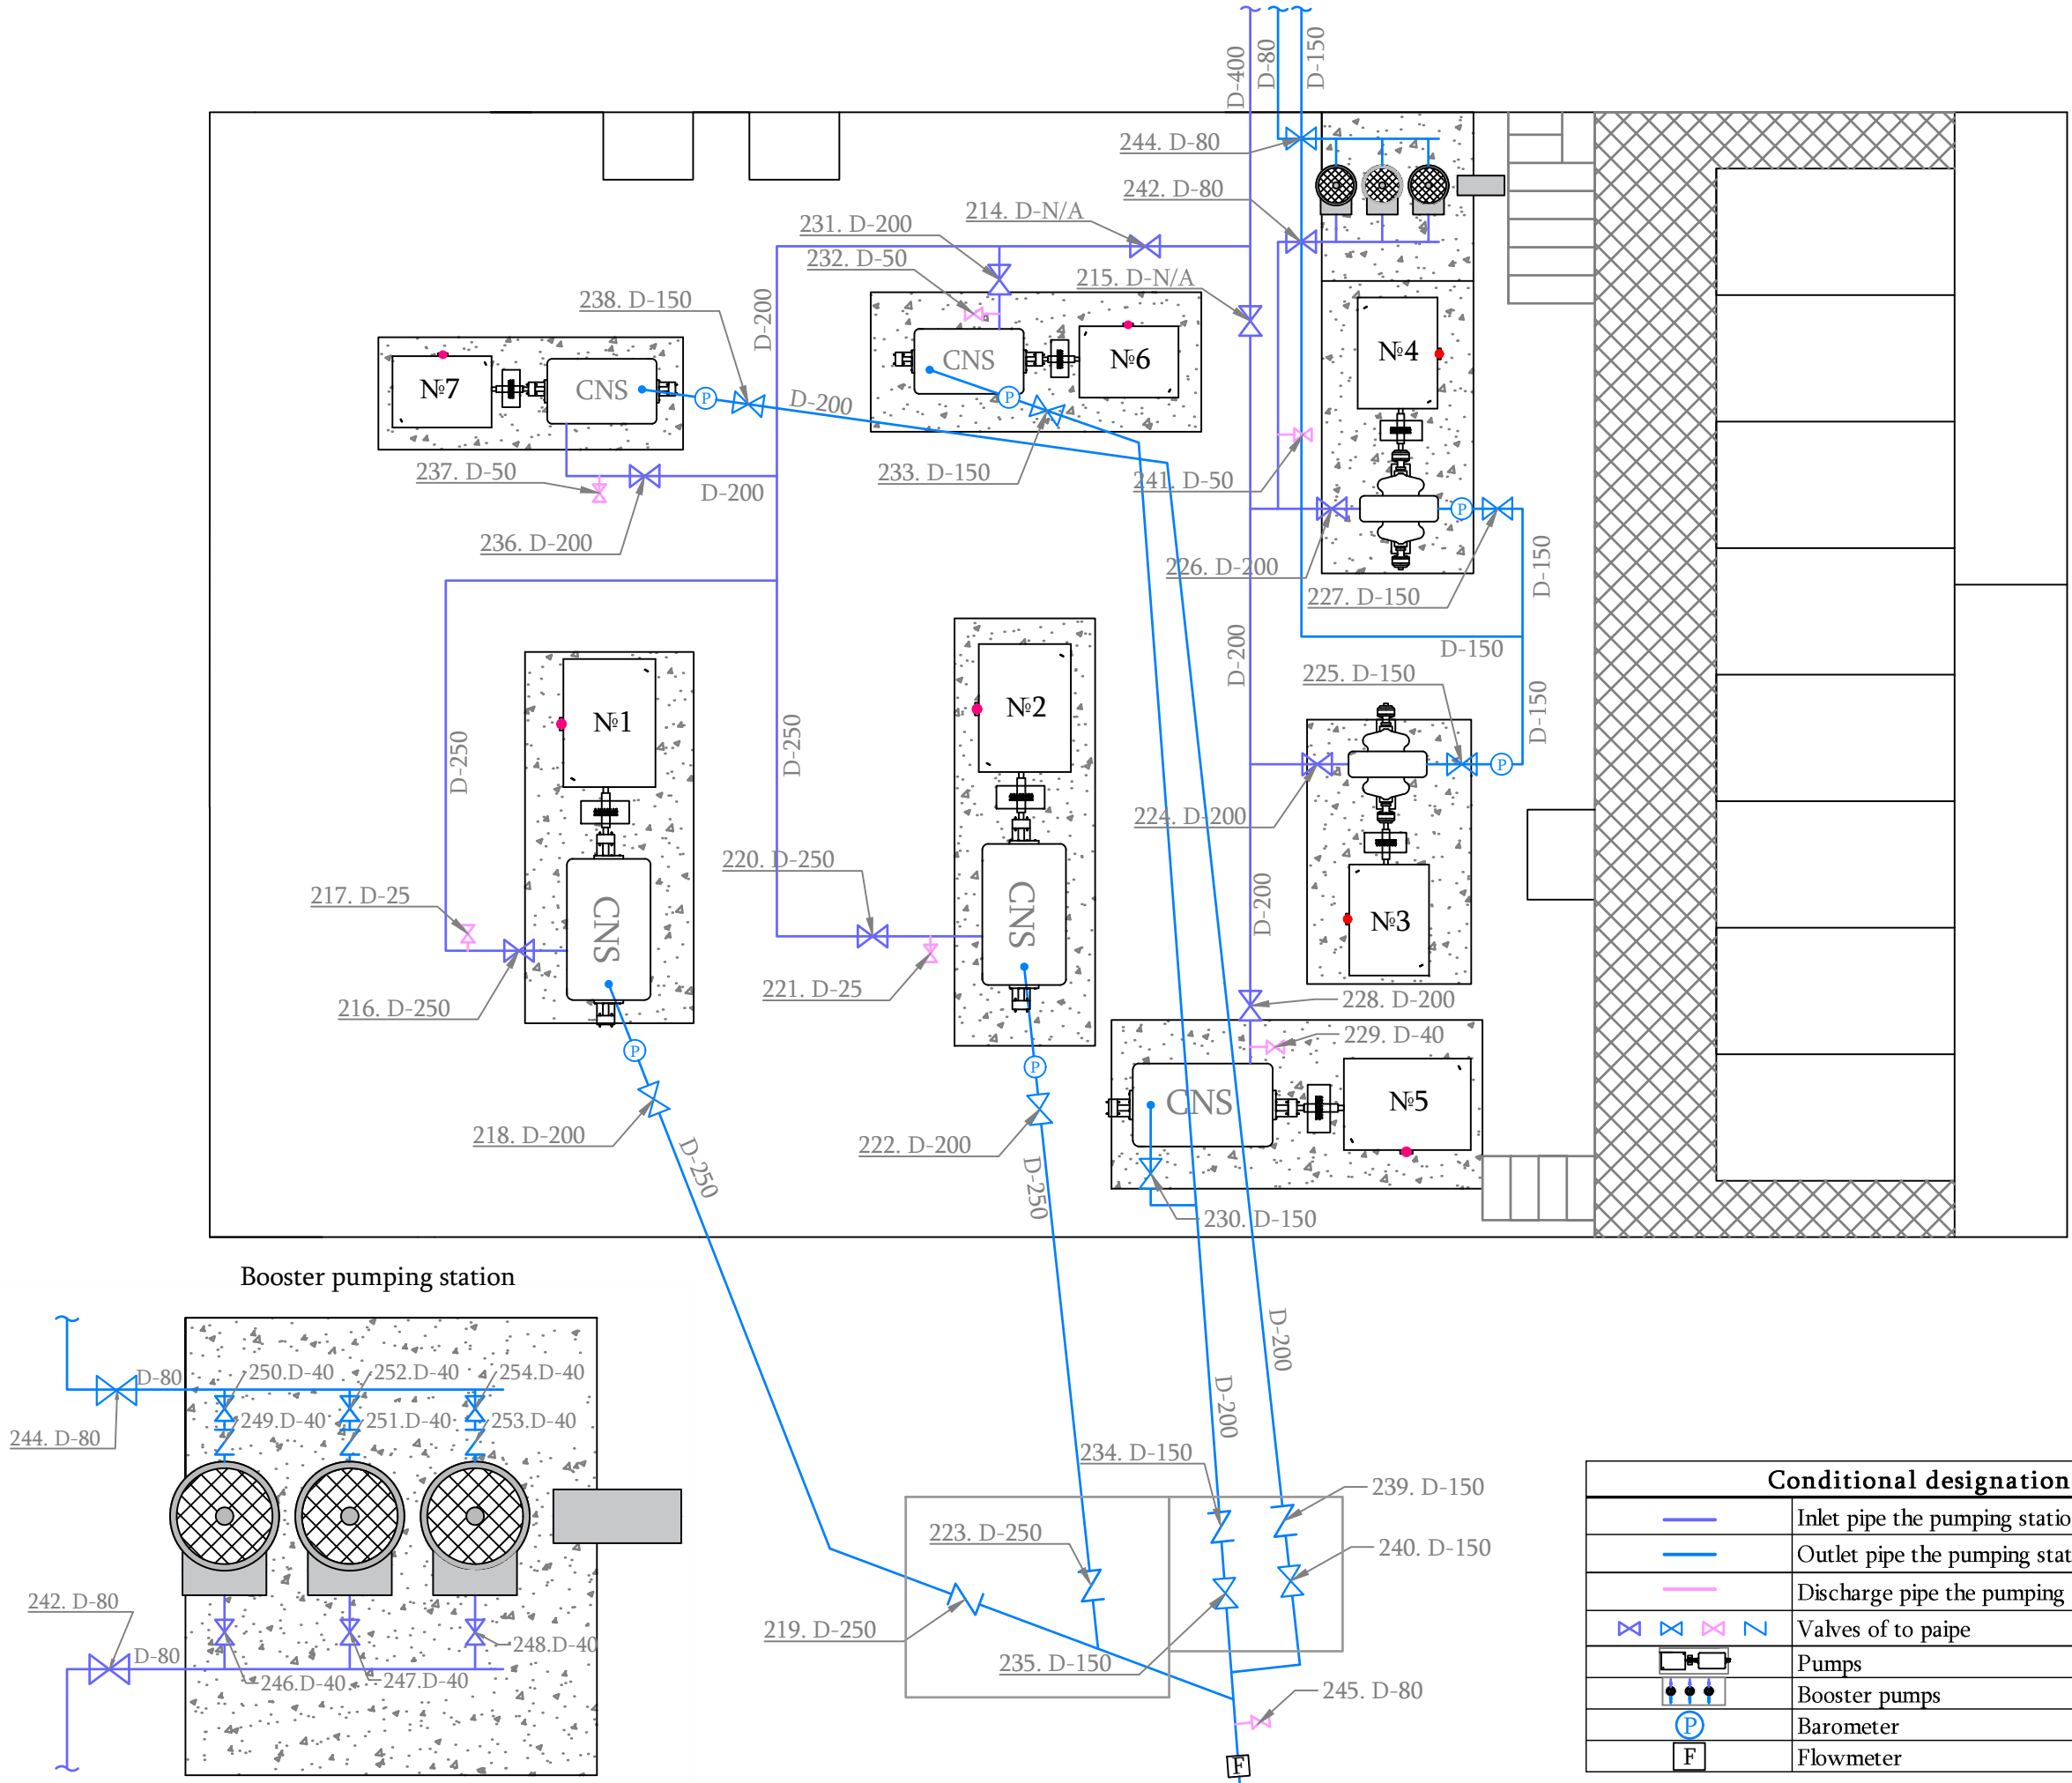 D-400
D-80
D-150
244. D-80
242. D-80
231. D-200
214. D-N/A
232. D-50
215. D-N/A
238. D-150
D-200
№7
CNS
P
D-200
CNS
P
№6
№4
237. D-50
D-200
233. D-150
241. D-50
P
236. D-200
226. D-200
227. D-150
D-150
D-150
D-200
225. D-150
D-150
№1
№2
D-250
D-250
P
224. D-200
220. D-250
217. D-25
CNS
CNS
D-200
№3
221. D-25
216. D-250
228. D-200
229. D-40
P
P
CNS
№5
218. D-200
222. D-200
D-250
D-250
230. D-150
Booster pumping station
D-80
250.D-40
252.D-40
254.D-40
249.D-40
251.D-40
253.D-40
244. D-80
D-200
D-200
234. D-150
239. D-150
223. D-250
240. D-150
242. D-80
219. D-250
248.D-40
D-80
246.D-40
247.D-40
235. D-150
245. D-80
F
Conditional designation
Inlet pipe the pumping statio
Outlet pipe the pumping stat
Discharge pipe the pumping
Valves of to paipe
Pumps
Booster pumps
P
Barometer
F
Flowmeter